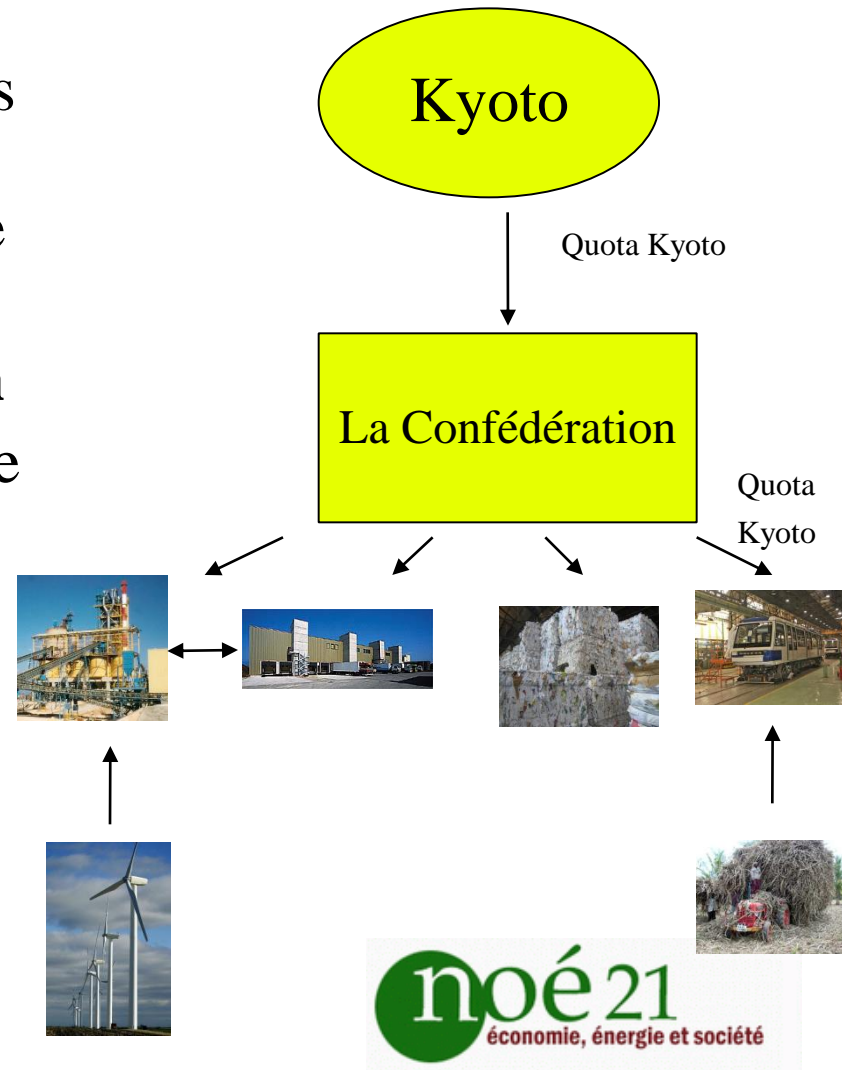 s
e
n
e
Kyoto
Quota Kyoto
La Confédération
Quota
Kyoto
noé 21
économie, énergie et société